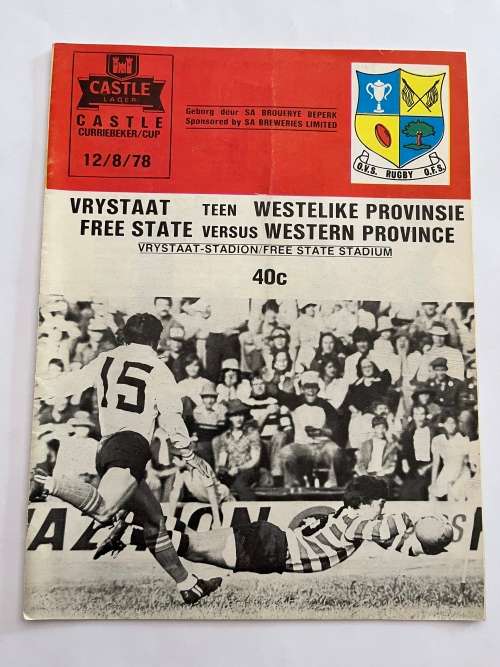 CASTLE
LAGER
CASTLE
CURRIEBEKER/CUP
12/8/78
Geborg deur SA BROUERYE BEPERK
Sponsored by SA BREWERIES LIMITED
O.V.S. RUGBY O.F.S.
VRYSTAAT TEEN WESTELIKE PROVINSIE
FREE STATE VERSUS WESTERN PROVINCE
VRYSTAAT-STADION/FREE STATE STADIUM
40c
15